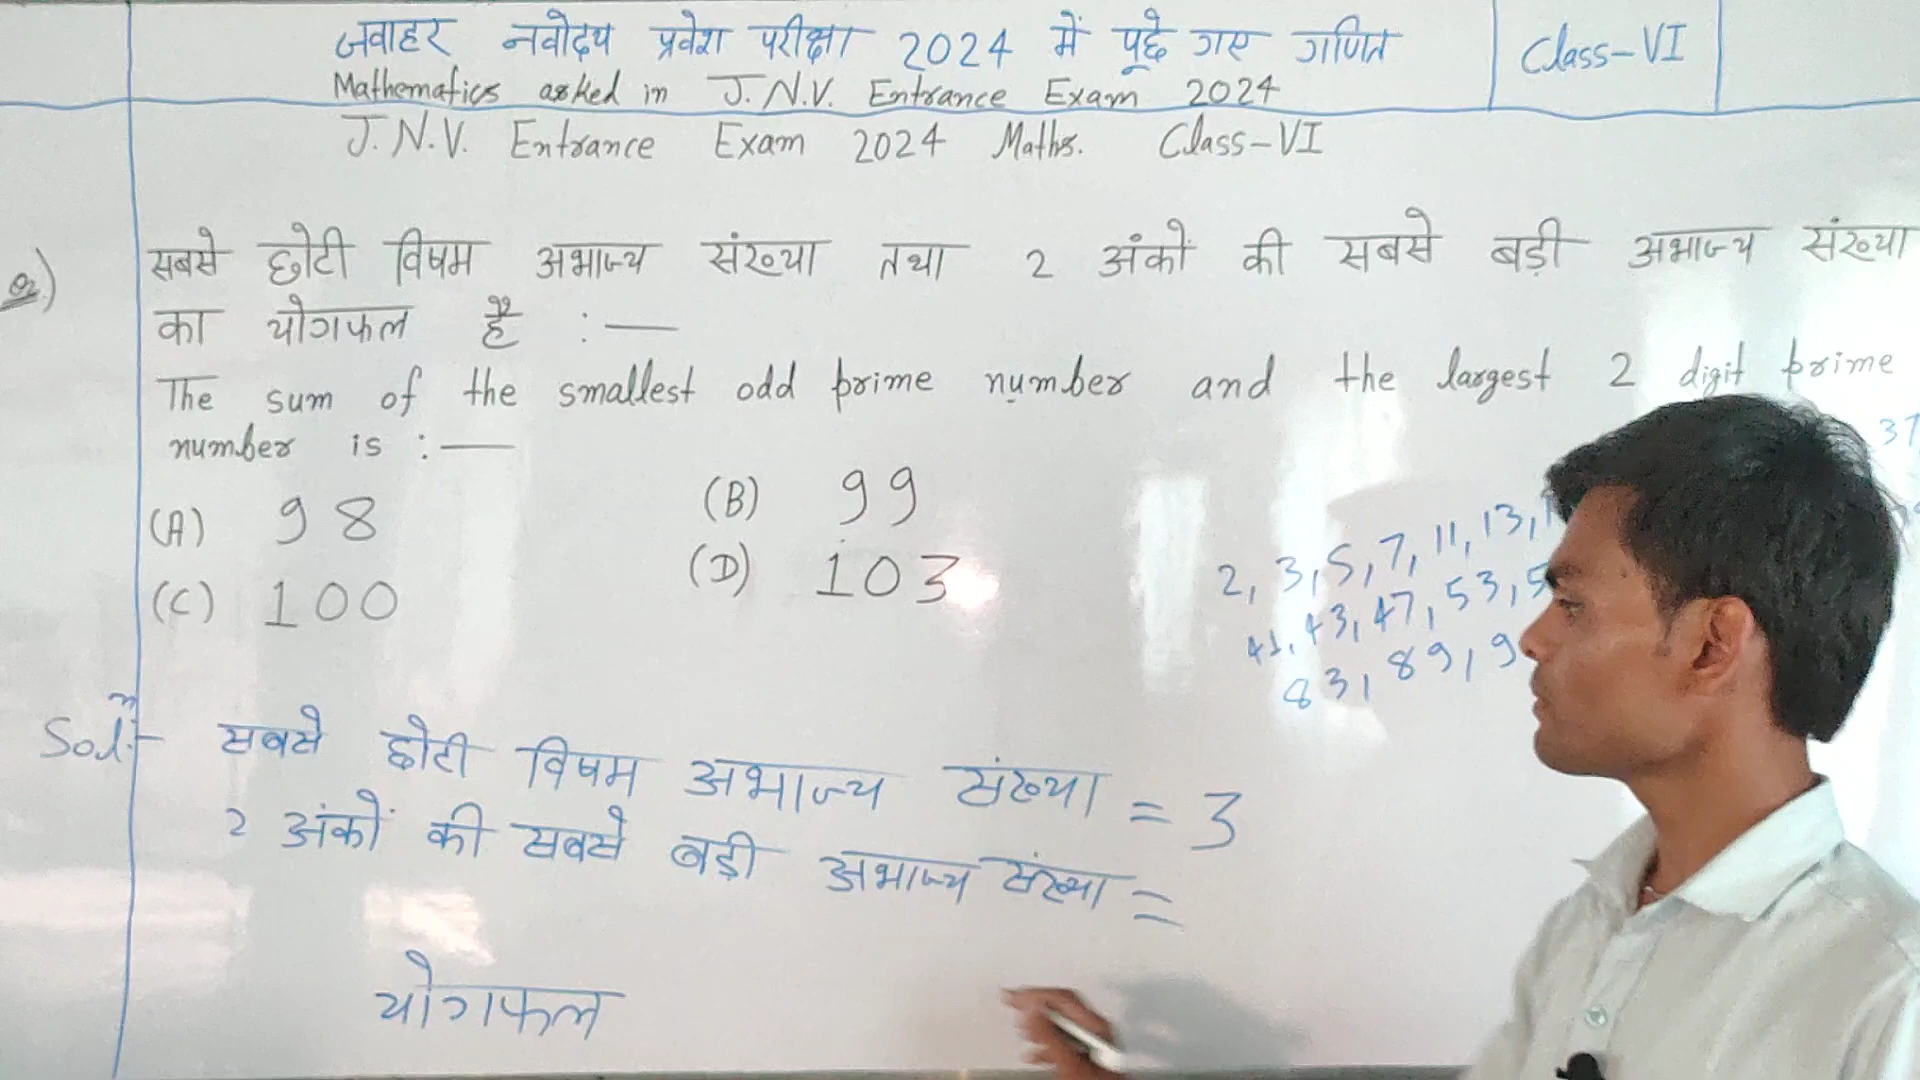 जवाहर नवोदय प्रवेश परीक्षा 2024 में पूछे गए गणित
Class-VI
Mathematics asked in J.N.V. Entrance Exam 2024
J.N.V. Entrance Exam 2024 Maths. Class-VI
Q.) सबसे छोटी विषम अभाज्य संख्या तथा 2 अंकों की सबसे बड़ी अभाज्य संख्या
का योगफल है :—
The sum of the smallest odd prime number and the largest 2 digit prime
number is :—
(A) 98 (B) 99
(C) 100 (D) 103
37
2, 3, 5, 7, 11, 13,
41, 43, 47, 53,
83, 89,
Solⁿ:- सबसे छोटी विषम अभाज्य संख्या = 3
2 अंकों की सबसे बड़ी अभाज्य संख्या =
योगफल